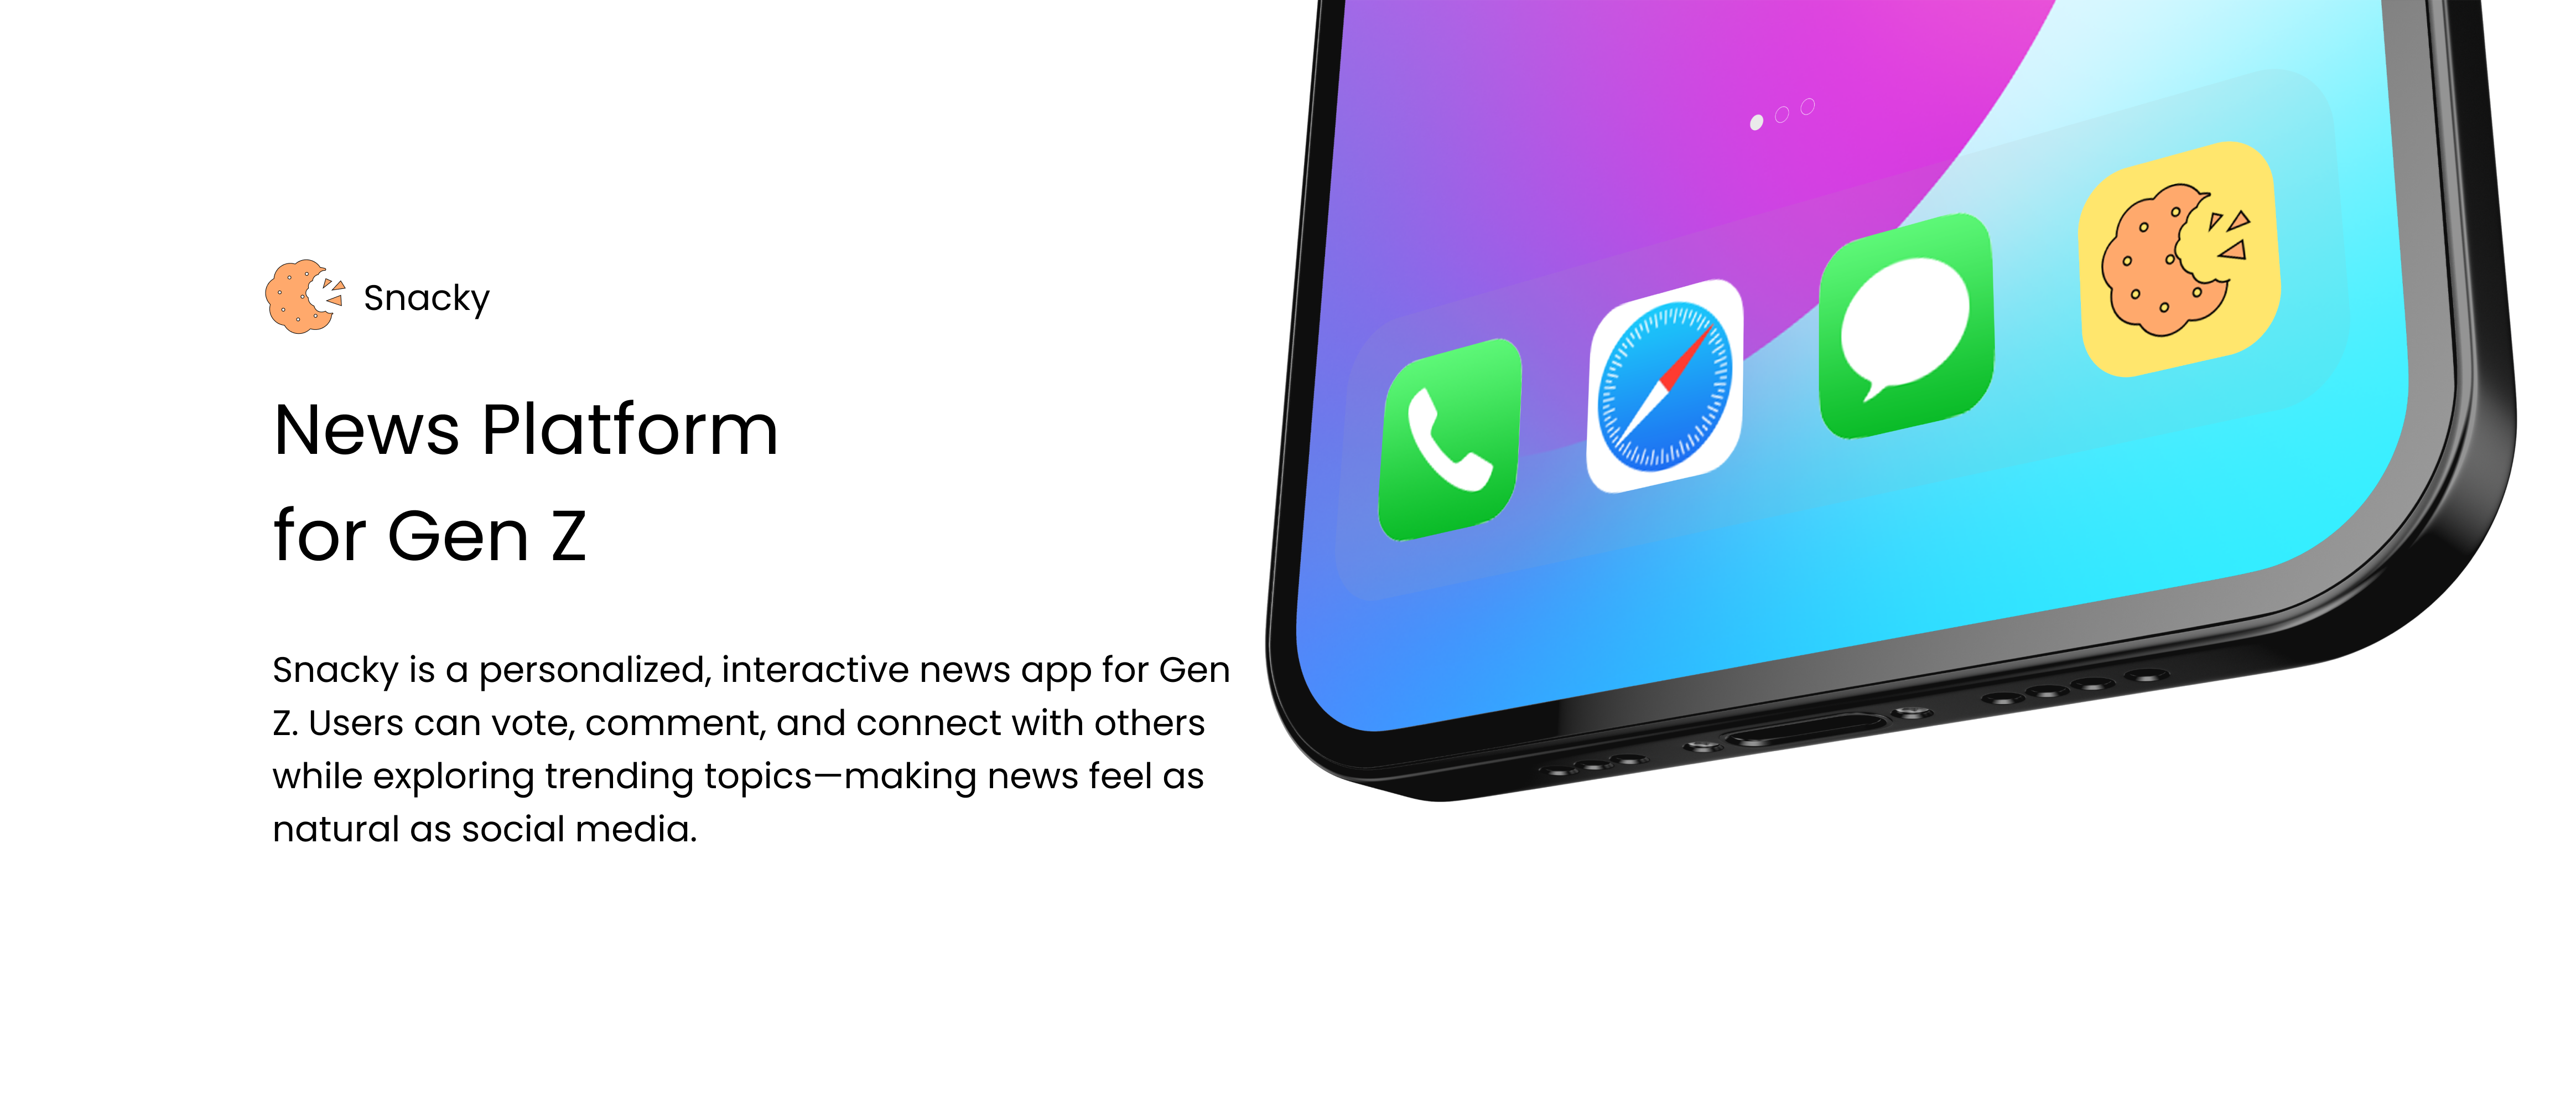 Snacky
News Platform
for Gen Z
Snacky is a personalized, interactive news app for Gen
Z. Users can vote, comment, and connect with others
while exploring trending topics—making news feel as
natural as social media.